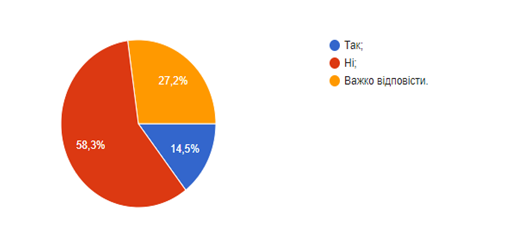 27,2%
58,3%
14,5%
Так;
Ні;
Важко відповісти.